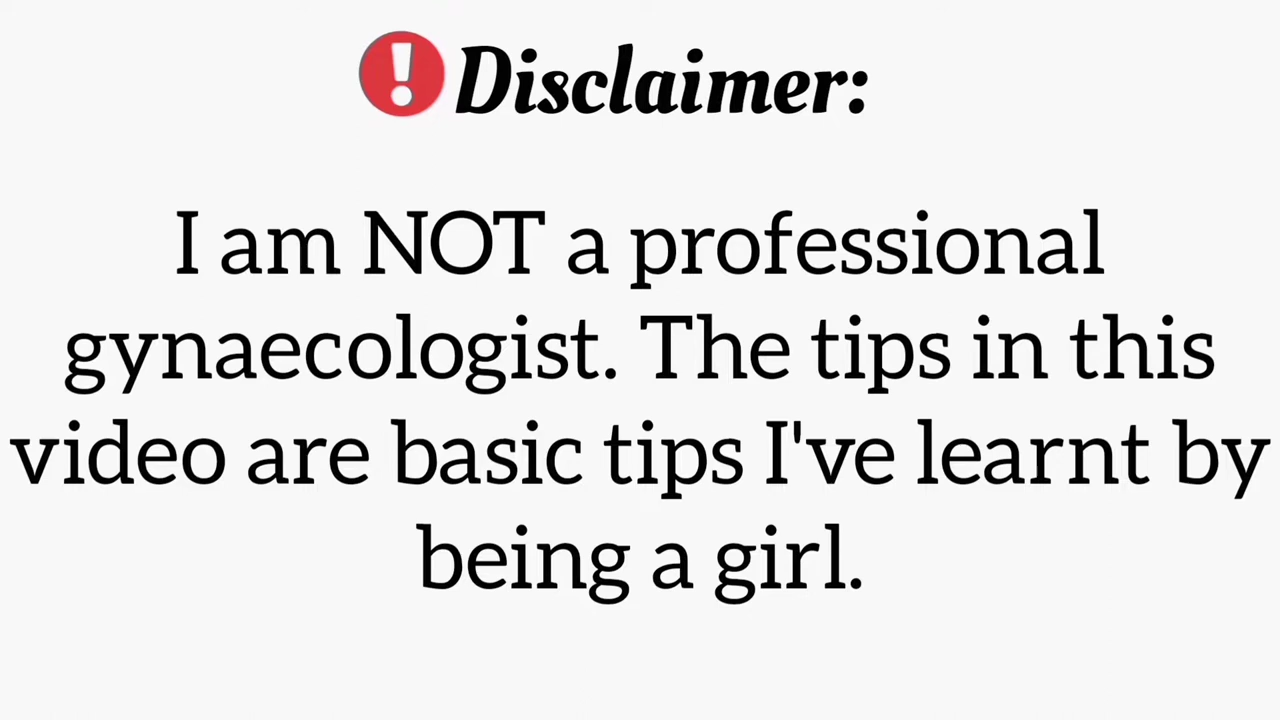 Disclaimer:
I am NOT a professional
gynaecologist. The tips in this
video are basic tips I've learnt by
being a girl.